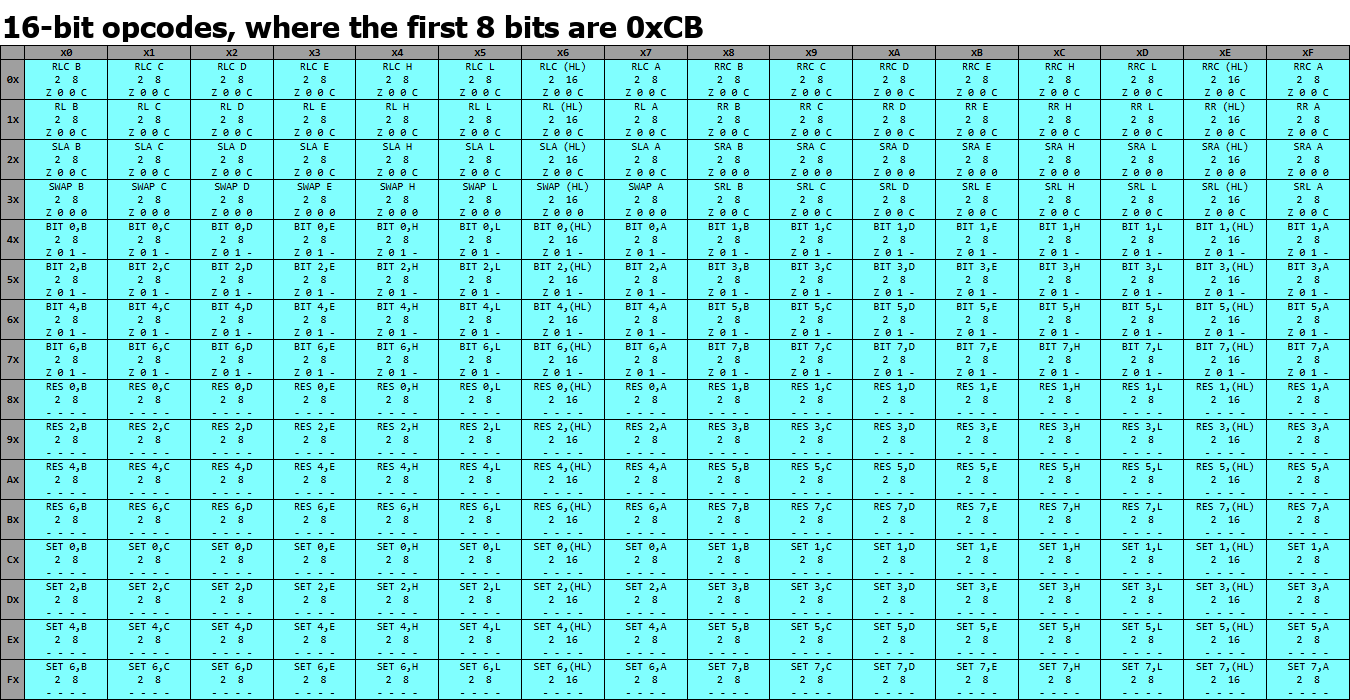 16-bit opcodes, where the first 8 bits are 0xCB
x0 x1 x2 x3 x4 x5 x6 x7 x8 x9 xA xB xC xD xE xF
RLC B RLC C RLC D RLC E RLC H RLC L RLC (HL) RLC A RRC B RRC C RRC D RRC E RRC H RRC L RRC (HL) RRC A
0x 2 8 2 8 2 8 2 8 2 8 2 8 2 16 2 8 2 8 2 8 2 8 2 8 2 8 2 8 2 16 2 8
Z 0 0 C Z 0 0 C Z 0 0 C Z 0 0 C Z 0 0 C Z 0 0 C Z 0 0 C Z 0 0 C Z 0 0 C Z 0 0 C Z 0 0 C Z 0 0 C Z 0 0 C Z 0 0 C Z 0 0 C Z 0 0 C
RL B RL C RL D RL E RL H RL L RL (HL) RL A RR B RR C RR D RR E RR H RR L RR (HL) RR A
1x 2 8 2 8 2 8 2 8 2 8 2 8 2 16 2 8 2 8 2 8 2 8 2 8 2 8 2 8 2 16 2 8
Z 0 0 C Z 0 0 C Z 0 0 C Z 0 0 C Z 0 0 C Z 0 0 C Z 0 0 C Z 0 0 C Z 0 0 C Z 0 0 C Z 0 0 C Z 0 0 C Z 0 0 C Z 0 0 C Z 0 0 C Z 0 0 C
SLA B SLA C SLA D SLA E SLA H SLA L SLA (HL) SLA A SRA B SRA C SRA D SRA E SRA H SRA L SRA (HL) SRA A
2x 2 8 2 8 2 8 2 8 2 8 2 8 2 16 2 8 2 8 2 8 2 8 2 8 2 8 2 8 2 16 2 8
Z 0 0 C Z 0 0 C Z 0 0 C Z 0 0 C Z 0 0 C Z 0 0 C Z 0 0 C Z 0 0 C Z 0 0 0 Z 0 0 0 Z 0 0 0 Z 0 0 0 Z 0 0 0 Z 0 0 0 Z 0 0 0 Z 0 0 0
SWAP B SWAP C SWAP D SWAP E SWAP H SWAP L SWAP (HL) SWAP A SRL B SRL C SRL D SRL E SRL H SRL L SRL (HL) SRL A
3x 2 8 2 8 2 8 2 8 2 8 2 8 2 16 2 8 2 8 2 8 2 8 2 8 2 8 2 8 2 16 2 8
Z 0 0 0 Z 0 0 0 Z 0 0 0 Z 0 0 0 Z 0 0 0 Z 0 0 0 Z 0 0 0 Z 0 0 0 Z 0 0 C Z 0 0 C Z 0 0 C Z 0 0 C Z 0 0 C Z 0 0 C Z 0 0 C Z 0 0 C
BIT 0,B BIT 0,C BIT 0,D BIT 0,E BIT 0,H BIT 0,L BIT 0,(HL) BIT 0,A BIT 1,B BIT 1,C BIT 1,D BIT 1,E BIT 1,H BIT 1,L BIT 1,(HL) BIT 1,A
4x 2 8 2 8 2 8 2 8 2 8 2 8 2 16 2 8 2 8 2 8 2 8 2 8 2 8 2 8 2 16 2 8
Z 0 1 - Z 0 1 - Z 0 1 - Z 0 1 - Z 0 1 - Z 0 1 - Z 0 1 - Z 0 1 - Z 0 1 - Z 0 1 - Z 0 1 - Z 0 1 - Z 0 1 - Z 0 1 - Z 0 1 - Z 0 1 -
BIT 2,B BIT 2,C BIT 2,D BIT 2,E BIT 2,H BIT 2,L BIT 2,(HL) BIT 2,A BIT 3,B BIT 3,C BIT 3,D BIT 3,E BIT 3,H BIT 3,L BIT 3,(HL) BIT 3,A
5x 2 8 2 8 2 8 2 8 2 8 2 8 2 16 2 8 2 8 2 8 2 8 2 8 2 8 2 8 2 16 2 8
Z 0 1 - Z 0 1 - Z 0 1 - Z 0 1 - Z 0 1 - Z 0 1 - Z 0 1 - Z 0 1 - Z 0 1 - Z 0 1 - Z 0 1 - Z 0 1 - Z 0 1 - Z 0 1 - Z 0 1 - Z 0 1 -
BIT 4,B BIT 4,C BIT 4,D BIT 4,E BIT 4,H BIT 4,L BIT 4,(HL) BIT 4,A BIT 5,B BIT 5,C BIT 5,D BIT 5,E BIT 5,H BIT 5,L BIT 5,(HL) BIT 5,A
6x 2 8 2 8 2 8 2 8 2 8 2 8 2 16 2 8 2 8 2 8 2 8 2 8 2 8 2 8 2 16 2 8
Z 0 1 - Z 0 1 - Z 0 1 - Z 0 1 - Z 0 1 - Z 0 1 - Z 0 1 - Z 0 1 - Z 0 1 - Z 0 1 - Z 0 1 - Z 0 1 - Z 0 1 - Z 0 1 - Z 0 1 - Z 0 1 -
BIT 6,B BIT 6,C BIT 6,D BIT 6,E BIT 6,H BIT 6,L BIT 6,(HL) BIT 6,A BIT 7,B BIT 7,C BIT 7,D BIT 7,E BIT 7,H BIT 7,L BIT 7,(HL) BIT 7,A
7x 2 8 2 8 2 8 2 8 2 8 2 8 2 16 2 8 2 8 2 8 2 8 2 8 2 8 2 8 2 16 2 8
Z 0 1 - Z 0 1 - Z 0 1 - Z 0 1 - Z 0 1 - Z 0 1 - Z 0 1 - Z 0 1 - Z 0 1 - Z 0 1 - Z 0 1 - Z 0 1 - Z 0 1 - Z 0 1 - Z 0 1 - Z 0 1 -
RES 0,B RES 0,C RES 0,D RES 0,E RES 0,H RES 0,L RES 0,(HL) RES 0,A RES 1,B RES 1,C RES 1,D RES 1,E RES 1,H RES 1,L RES 1,(HL) RES 1,A
8x 2 8 2 8 2 8 2 8 2 8 2 8 2 16 2 8 2 8 2 8 2 8 2 8 2 8 2 8 2 16 2 8
- - - - - - - - - - - - - - - - - - - - - - - - - - - - - - - - - - - - - - - - - - - - - - - - - - - - - - - - - - - - - - - -
RES 2,B RES 2,C RES 2,D RES 2,E RES 2,H RES 2,L RES 2,(HL) RES 2,A RES 3,B RES 3,C RES 3,D RES 3,E RES 3,H RES 3,L RES 3,(HL) RES 3,A
9x 2 8 2 8 2 8 2 8 2 8 2 8 2 16 2 8 2 8 2 8 2 8 2 8 2 8 2 8 2 16 2 8
- - - - - - - - - - - - - - - - - - - - - - - - - - - - - - - - - - - - - - - - - - - - - - - - - - - - - - - - - - - - - - - -
RES 4,B RES 4,C RES 4,D RES 4,E RES 4,H RES 4,L RES 4,(HL) RES 4,A RES 5,B RES 5,C RES 5,D RES 5,E RES 5,H RES 5,L RES 5,(HL) RES 5,A
Ax 2 8 2 8 2 8 2 8 2 8 2 8 2 16 2 8 2 8 2 8 2 8 2 8 2 8 2 8 2 16 2 8
- - - - - - - - - - - - - - - - - - - - - - - - - - - - - - - - - - - - - - - - - - - - - - - - - - - - - - - - - - - - - - - -
RES 6,B RES 6,C RES 6,D RES 6,E RES 6,H RES 6,L RES 6,(HL) RES 6,A RES 7,B RES 7,C RES 7,D RES 7,E RES 7,H RES 7,L RES 7,(HL) RES 7,A
Bx 2 8 2 8 2 8 2 8 2 8 2 8 2 16 2 8 2 8 2 8 2 8 2 8 2 8 2 8 2 16 2 8
- - - - - - - - - - - - - - - - - - - - - - - - - - - - - - - - - - - - - - - - - - - - - - - - - - - - - - - - - - - - - - - -
SET 0,B SET 0,C SET 0,D SET 0,E SET 0,H SET 0,L SET 0,(HL) SET 0,A SET 1,B SET 1,C SET 1,D SET 1,E SET 1,H SET 1,L SET 1,(HL) SET 1,A
Cx 2 8 2 8 2 8 2 8 2 8 2 8 2 16 2 8 2 8 2 8 2 8 2 8 2 8 2 8 2 16 2 8
- - - - - - - - - - - - - - - - - - - - - - - - - - - - - - - - - - - - - - - - - - - - - - - - - - - - - - - - - - - - - - - -
SET 2,B SET 2,C SET 2,D SET 2,E SET 2,H SET 2,L SET 2,(HL) SET 2,A SET 3,B SET 3,C SET 3,D SET 3,E SET 3,H SET 3,L SET 3,(HL) SET 3,A
Dx 2 8 2 8 2 8 2 8 2 8 2 8 2 16 2 8 2 8 2 8 2 8 2 8 2 8 2 8 2 16 2 8
- - - - - - - - - - - - - - - - - - - - - - - - - - - - - - - - - - - - - - - - - - - - - - - - - - - - - - - - - - - - - - - -
SET 4,B SET 4,C SET 4,D SET 4,E SET 4,H SET 4,L SET 4,(HL) SET 4,A SET 5,B SET 5,C SET 5,D SET 5,E SET 5,H SET 5,L SET 5,(HL) SET 5,A
Ex 2 8 2 8 2 8 2 8 2 8 2 8 2 16 2 8 2 8 2 8 2 8 2 8 2 8 2 8 2 16 2 8
- - - - - - - - - - - - - - - - - - - - - - - - - - - - - - - - - - - - - - - - - - - - - - - - - - - - - - - - - - - - - - - -
SET 6,B SET 6,C SET 6,D SET 6,E SET 6,H SET 6,L SET 6,(HL) SET 6,A SET 7,B SET 7,C SET 7,D SET 7,E SET 7,H SET 7,L SET 7,(HL) SET 7,A
Fx 2 8 2 8 2 8 2 8 2 8 2 8 2 16 2 8 2 8 2 8 2 8 2 8 2 8 2 8 2 16 2 8
- - - - - - - - - - - - - - - - - - - - - - - - - - - - - - - - - - - - - - - - - - - - - - - - - - - - - - - - - - - - - - - -